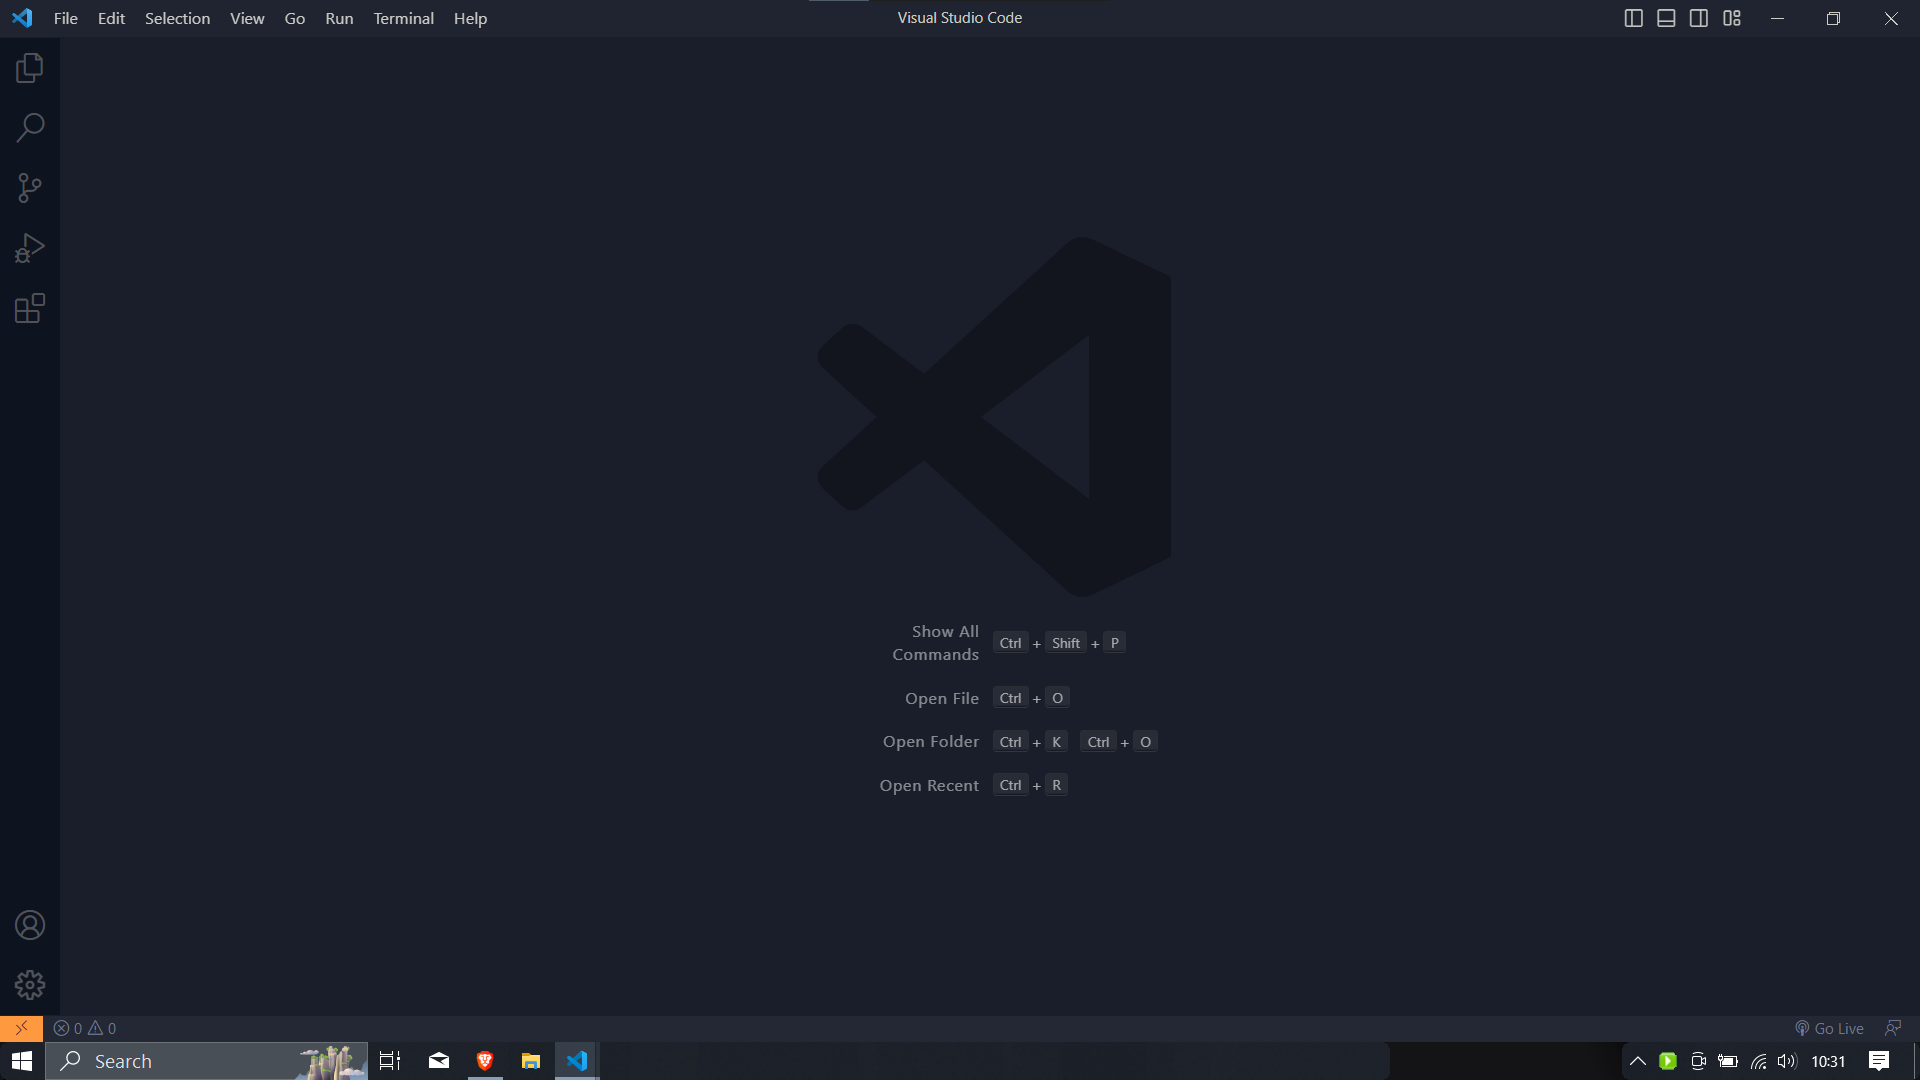 File Edit Selection View Go Run Terminal Help
Visual Studio Code
Show All
Commands
Ctrl + Shift + P
Open File Ctrl + O
Open Folder Ctrl + K Ctrl + O
Open Recent Ctrl + R
0 0
Go Live
Search
10:31